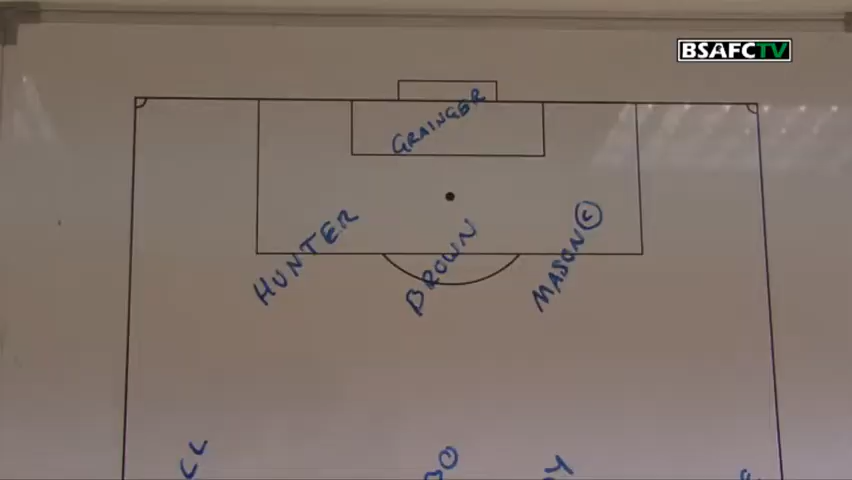 BSAFCTV
GRAINGER
HUNTER
BROWN
MASON ©